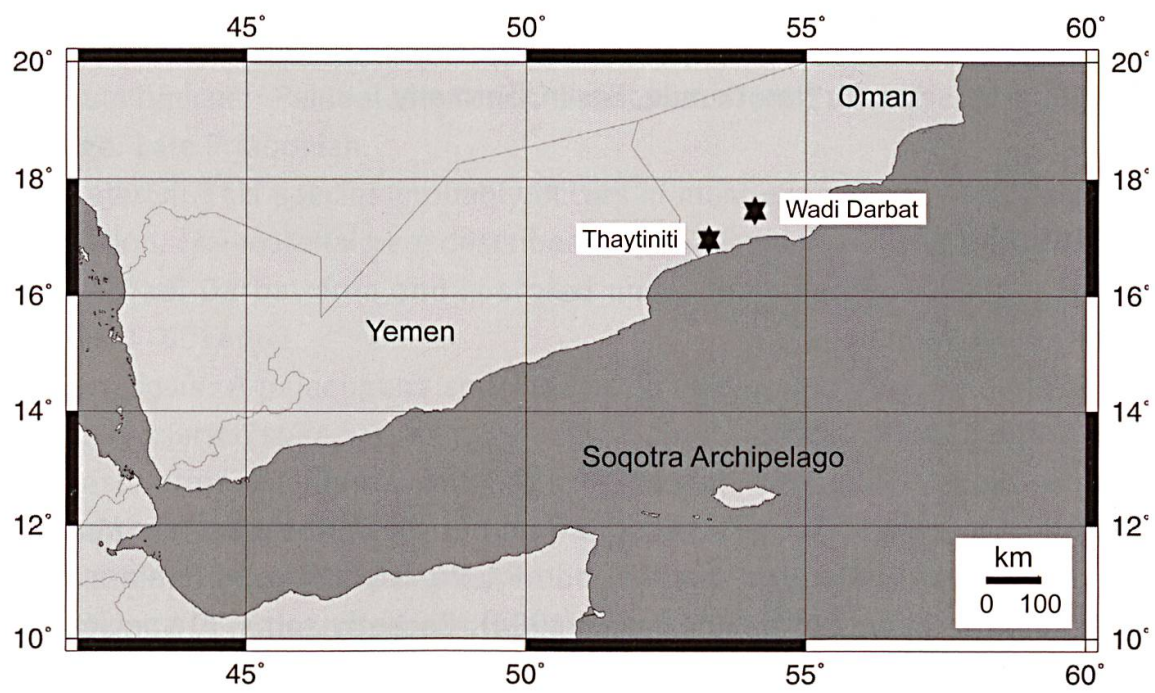 45° 50° 55° 60°
20° 20°
Oman
18° 18°
Wadi Darbat
Thaytiniti
16° 16°
Yemen
14° 14°
Soqotra Archipelago
12° 12°
km
0 100
10° 10°
45° 50° 55° 60°